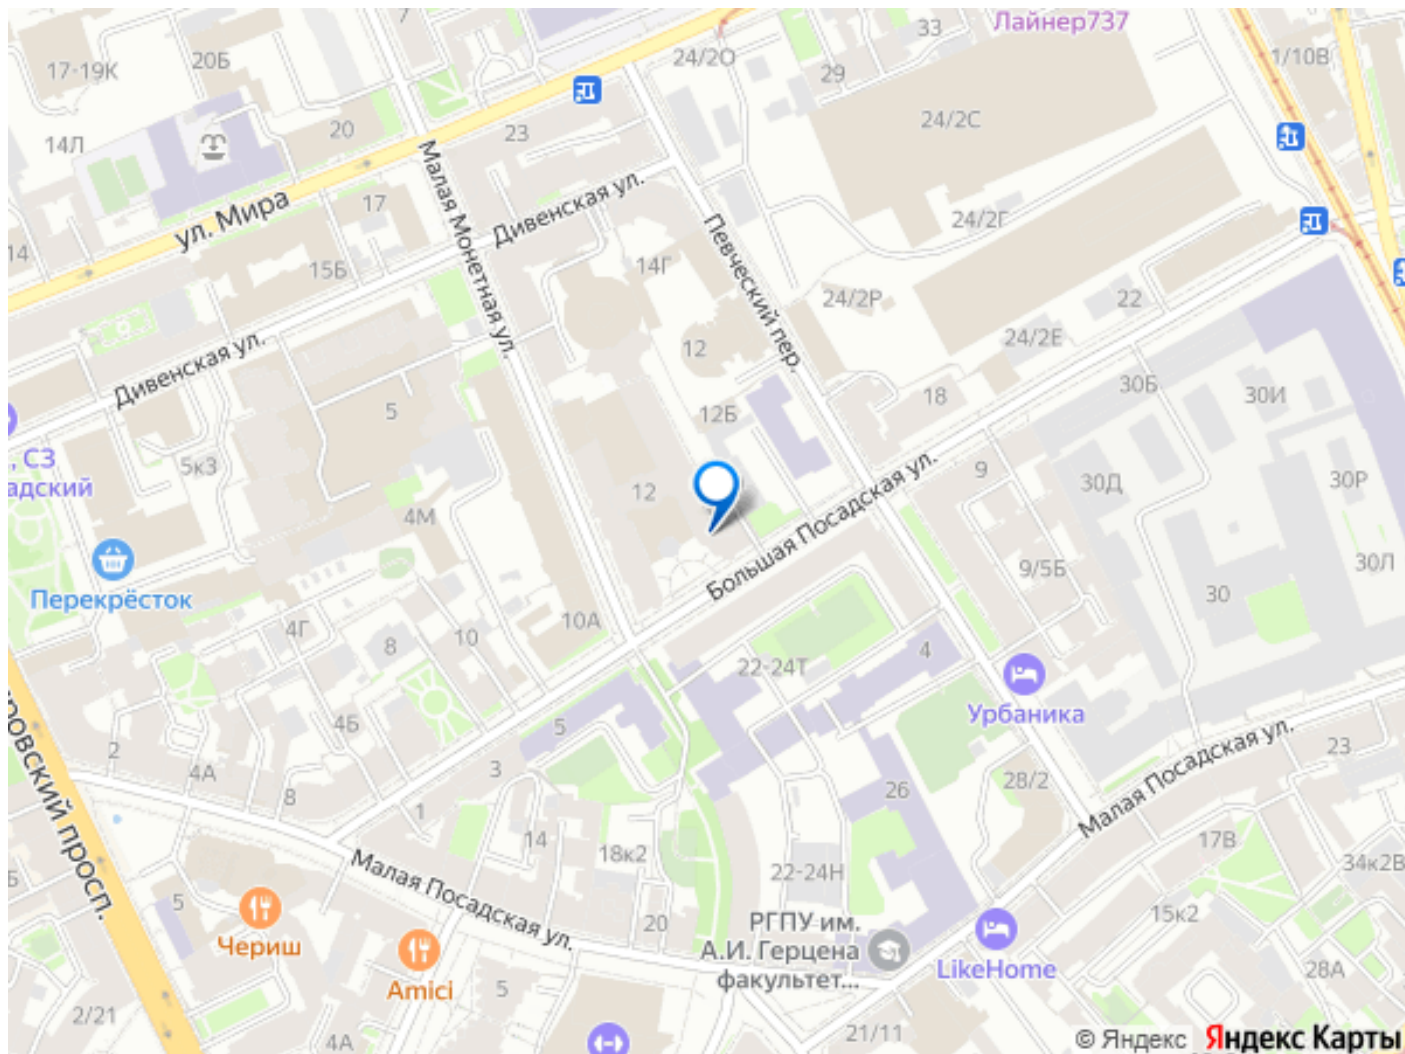 7
33
Лайнер737
24/2О
1/10В
20Б
17-19К
29
24/2С
14Л
20
23
Малая Монетная ул.
Дивенская ул.
ул. Мира
17
Певческий пер.
24/2Г
14
15Б
14Г
24/2Р
22
12
24/2Е
Дивенская ул.
30Б
30И
18
5
12Б
, СЗ
адский
5к3
9
30Д
30Р
12
4М
Большая Посадская ул.
30Л
9/5Б
Перекрёсток
30
10А
4Г
10
8
4
22-24Т
Урбаника
ровский просп.
4Б
5
2
4А
3
8
28/2
Малая Посадская ул.
23
26
1
14
18к2
17В
34к2В
Малая Посадская ул.
22-24Н
Б
5
Чериш
15к2
20
РГПУ им.
А.И. Герцена
факультет...
LikeHome
28А
Amici
5
2/21
4А
21/11
© Яндекс Яндекс Карты